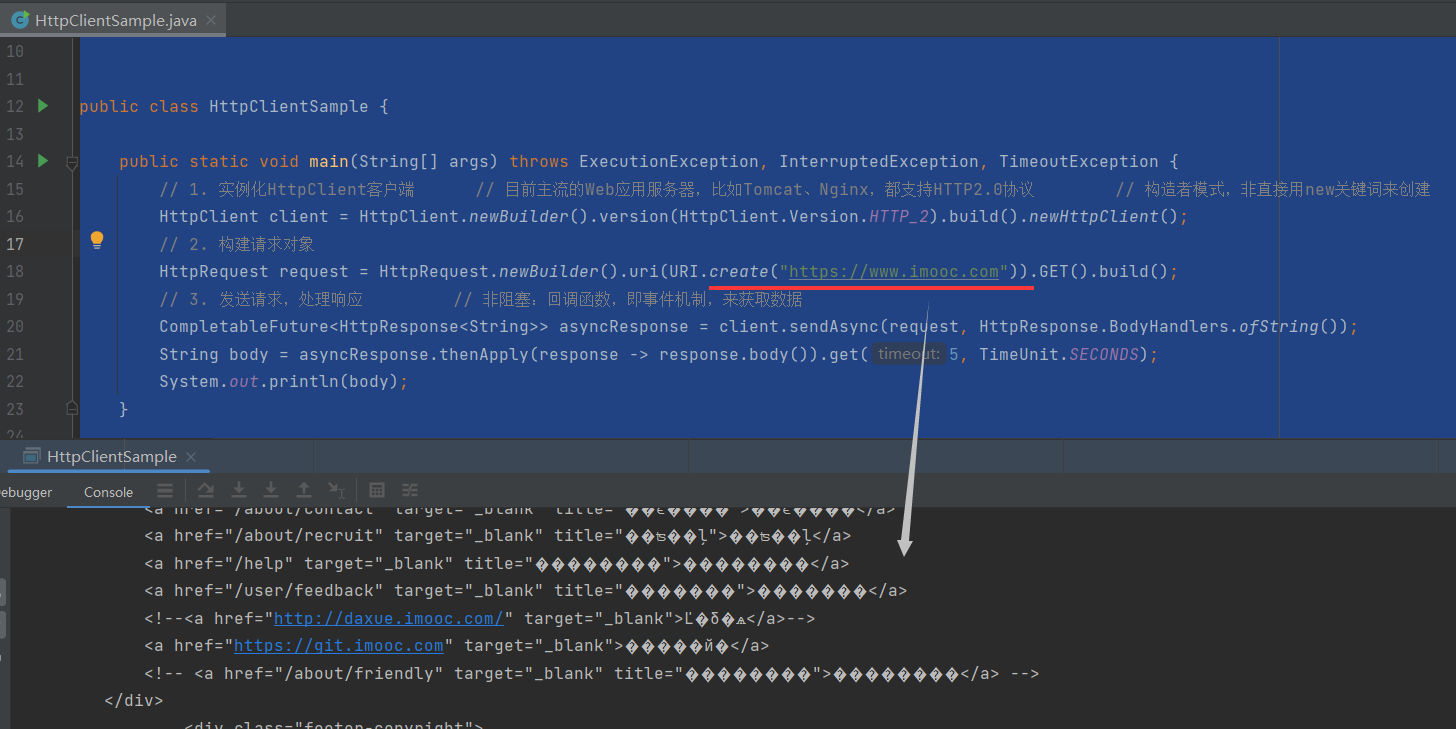 HttpClientSample.java
10
11
12 public class HttpClientSample {
13
14 public static void main(String[] args) throws ExecutionException, InterruptedException, TimeoutException {
15 // 1. 实例化HttpClient客户端 // 目前主流的Web应用服务器，比如Tomcat、Nginx，都支持HTTP2.0协议 // 构造者模式，非直接用new关键词来创建
16 HttpClient client = HttpClient.newBuilder().version(HttpClient.Version.HTTP_2).build().newHttpClient();
17 // 2. 构建请求对象
18 HttpRequest request = HttpRequest.newBuilder().uri(URI.create("https://www.imooc.com")).GET().build();
19 // 3. 发送请求，处理响应 // 非阻塞：回调函数，即事件机制，来获取数据
20 CompletableFuture<HttpResponse<String>> asyncResponse = client.sendAsync(request, HttpResponse.BodyHandlers.ofString());
21 String body = asyncResponse.thenApply(response -> response.body()).get( timeout: 5, TimeUnit.SECONDS);
22 System.out.println(body);
23 }
24
HttpClientSample
ebugger Console
<a href="/about/contact" target="_blank" title="��ϵ����">��ϵ����</a>
<a href="/about/recruit" target="_blank" title="��ʦ��ļ">��ʦ��ļ</a>
<a href="/help" target="_blank" title="��������">��������</a>
<a href="/user/feedback" target="_blank" title="�������">�������</a>
<!--<a href="http://daxue.imooc.com/" target="_blank">Ľ�δ�ѧ</a>-->
<a href="https://git.imooc.com" target="_blank">�����й�</a>
<!-- <a href="/about/friendly" target="_blank" title="��������">��������</a> -->
</div>
<div class="footer-copyright">